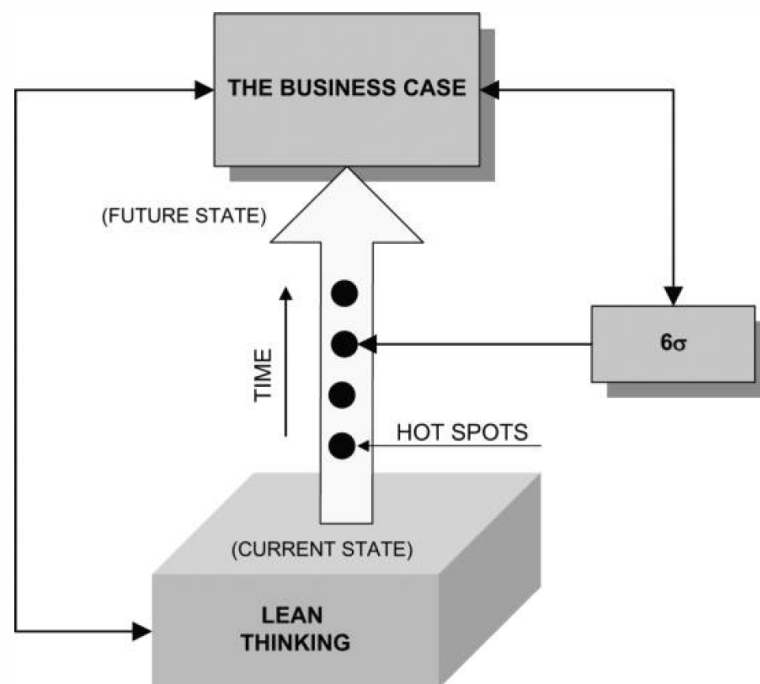 THE BUSINESS CASE
(FUTURE STATE)
TIME
6σ
HOT SPOTS
(CURRENT STATE)
LEAN
THINKING